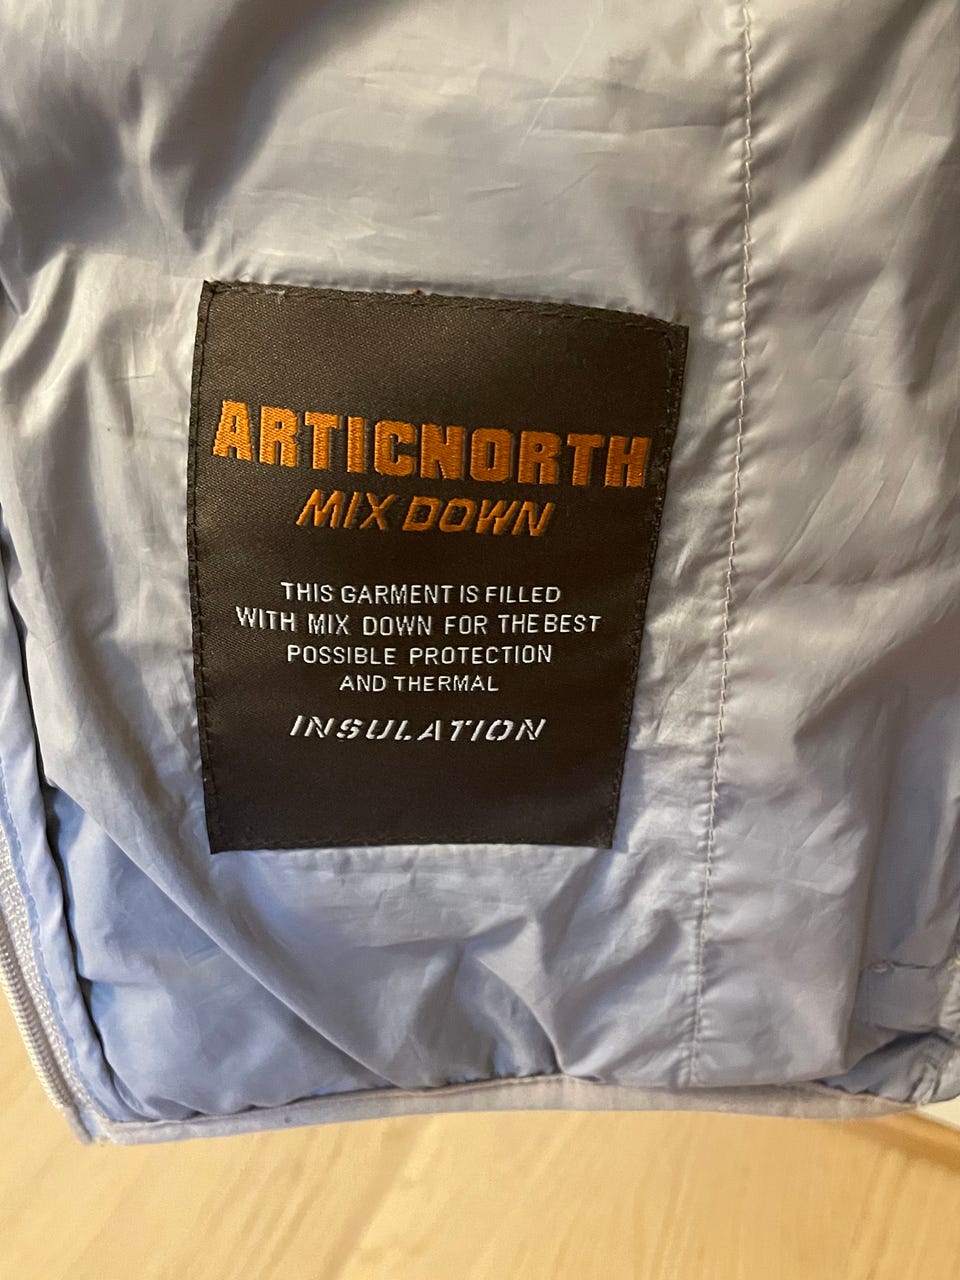 ARTICNORTH
MIX DOWN
THIS GARMENT IS FILLED
WITH MIX DOWN FOR THE BEST
POSSIBLE PROTECTION
AND THERMAL
INSULATION